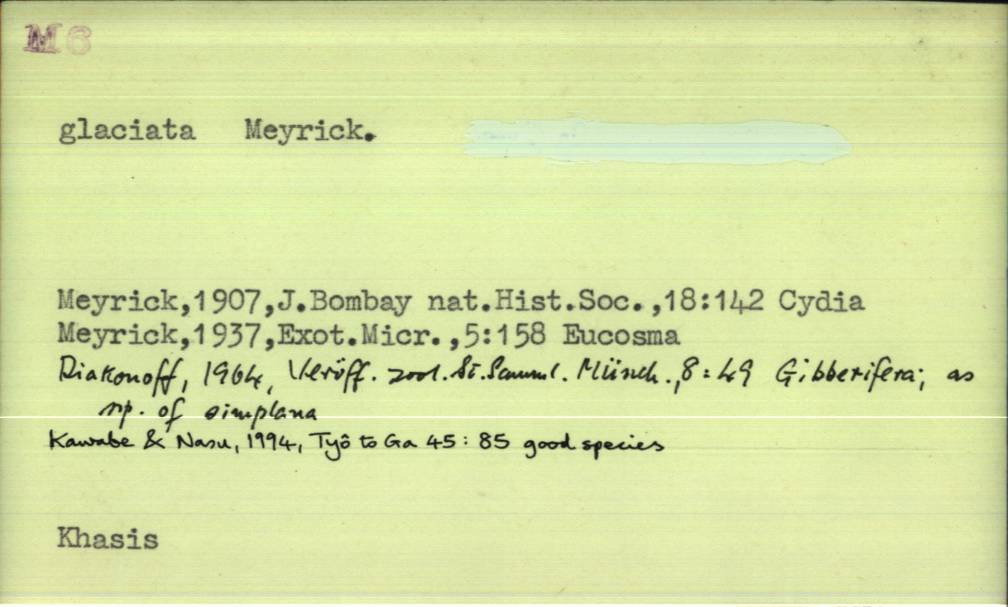 M6
glaciata Meyrick.
Meyrick,1907,J.Bombay nat.Hist.Soc.,18:142 Cydia
Meyrick,1937,Exot.Micr.,5:158 Eucosma
Diakonoff, 1964, Veröff. zool. St. Samml. Münch., 8:49 Gibberifera; as
syn. of simplana
Kawabe & Nasu, 1994, Tyô to Ga 45: 85 good species
Khasis